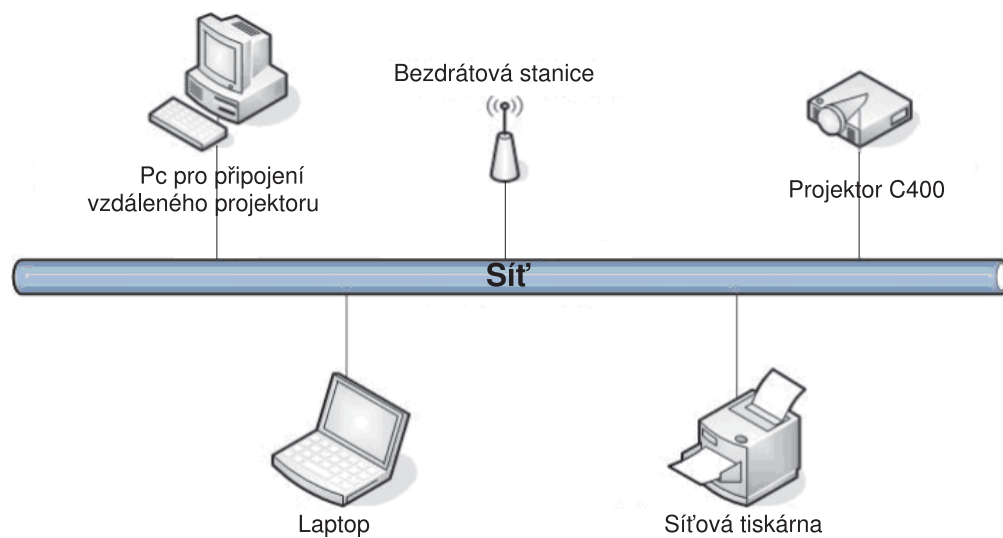 Bezdrátová stanice
Pc pro připojení
vzdáleného projektoru
Projektor C400
Síť
Laptop
Síťová tiskárna